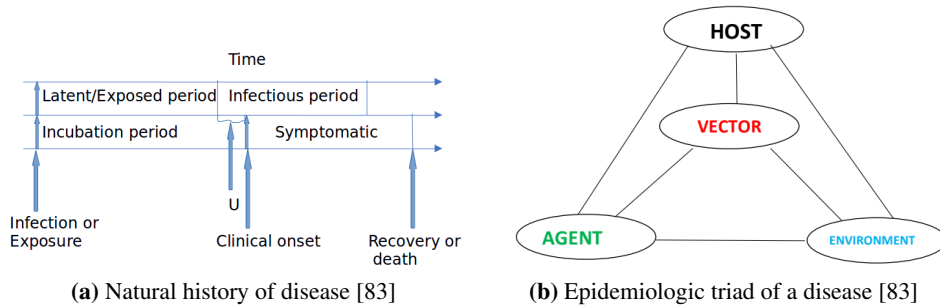 Time
Latent/Exposed period Infectious period
Incubation period Symptomatic
U
Infection or
Exposure
Clinical onset
Recovery or
death
(a) Natural history of disease [83]
HOST
VECTOR
AGENT
ENVIRONMENT
(b) Epidemiologic triad of a disease [83]